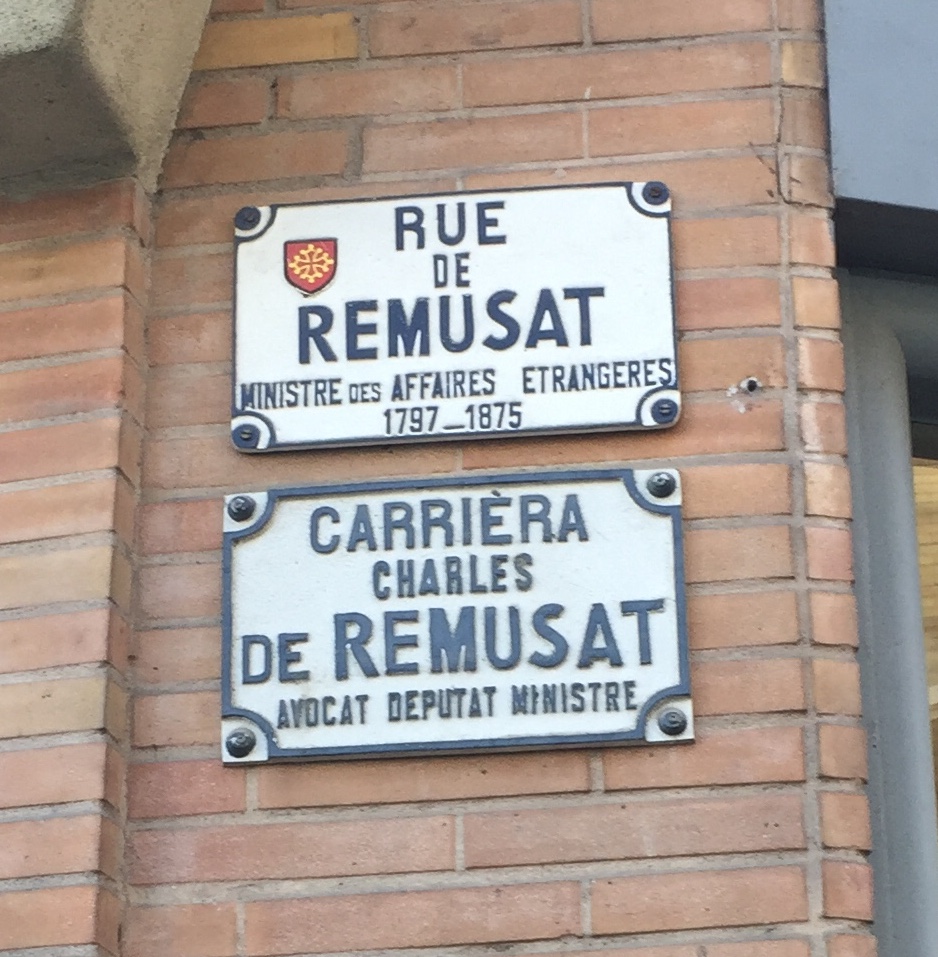 RUE
DE
REMUSAT
MINISTRE DES AFFAIRES ETRANGERES
1797_1875
CARRIÈRA
CHARLES
DE REMUSAT
AVOCAT DEPUTAT MINISTRE